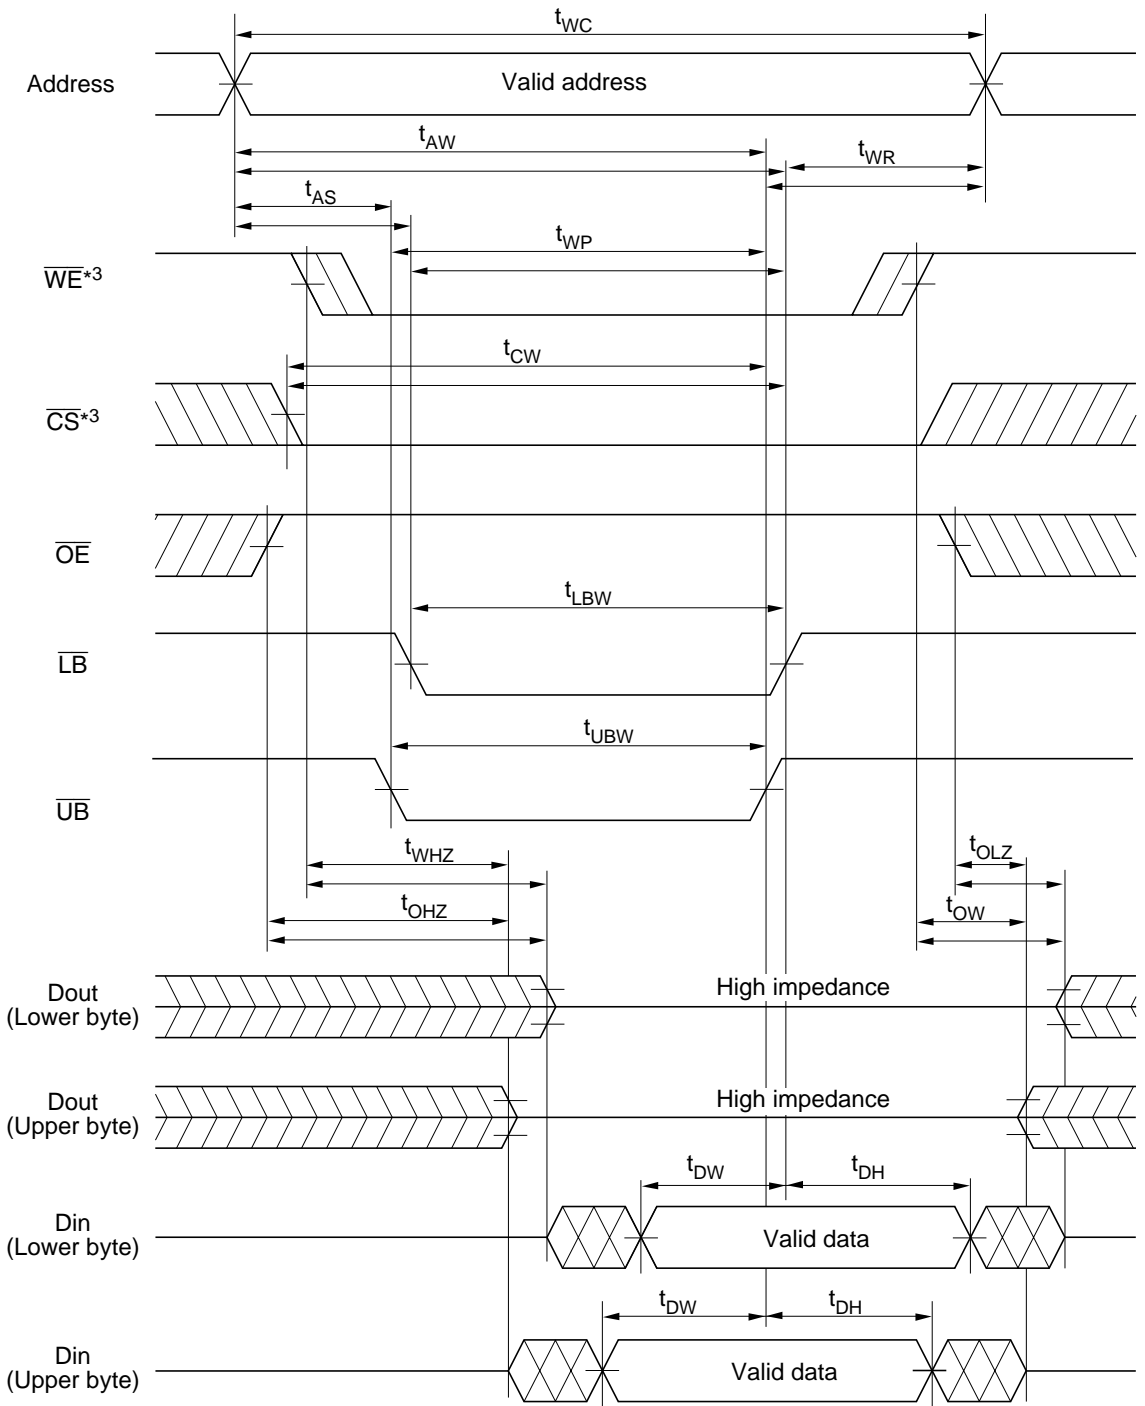 tWC
Address
Valid address
tAW
tWR
tAS
tWP
WE*3
tCW
CS*3
OE
tLBW
LB
tUBW
UB
tWHZ
tOLZ
tOHZ
tOW
Dout
(Lower byte)
High impedance
Dout
(Upper byte)
High impedance
tDW
tDH
Din
(Lower byte)
Valid data
tDW
tDH
Din
(Upper byte)
Valid data